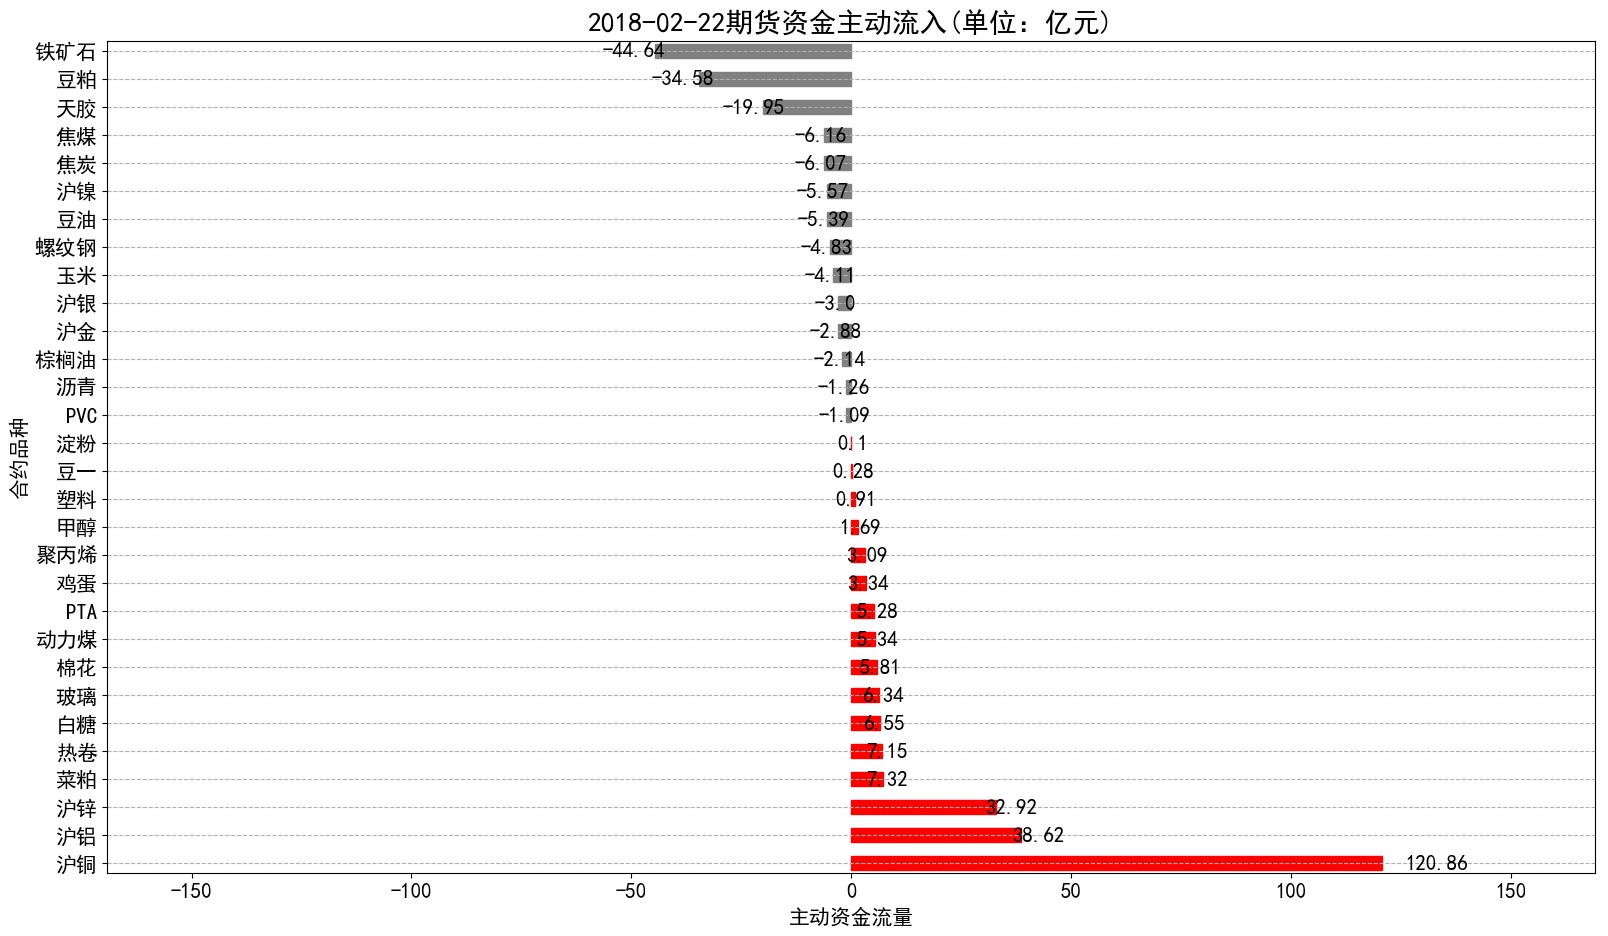 2018-02-22期货资金主动流入(单位：亿元)
合约品种
铁矿石 -44.64
豆粕 -34.58
天胶 -19.95
焦煤 -6.16
焦炭 -6.07
沪镍 -5.57
豆油 -5.39
螺纹钢 -4.83
玉米 -4.11
沪银 -3.0
沪金 -2.88
棕榈油 -2.14
沥青 -1.26
PVC -1.09
淀粉 0.1
豆一 0.28
塑料 0.91
甲醇 1.69
聚丙烯 3.09
鸡蛋 3.34
PTA 5.28
动力煤 5.34
棉花 5.81
玻璃 6.34
白糖 6.55
热卷 7.15
菜粕 7.32
沪锌 32.92
沪铝 38.62
沪铜 120.86
-150 -100 -50 0 50 100 150
主动资金流量